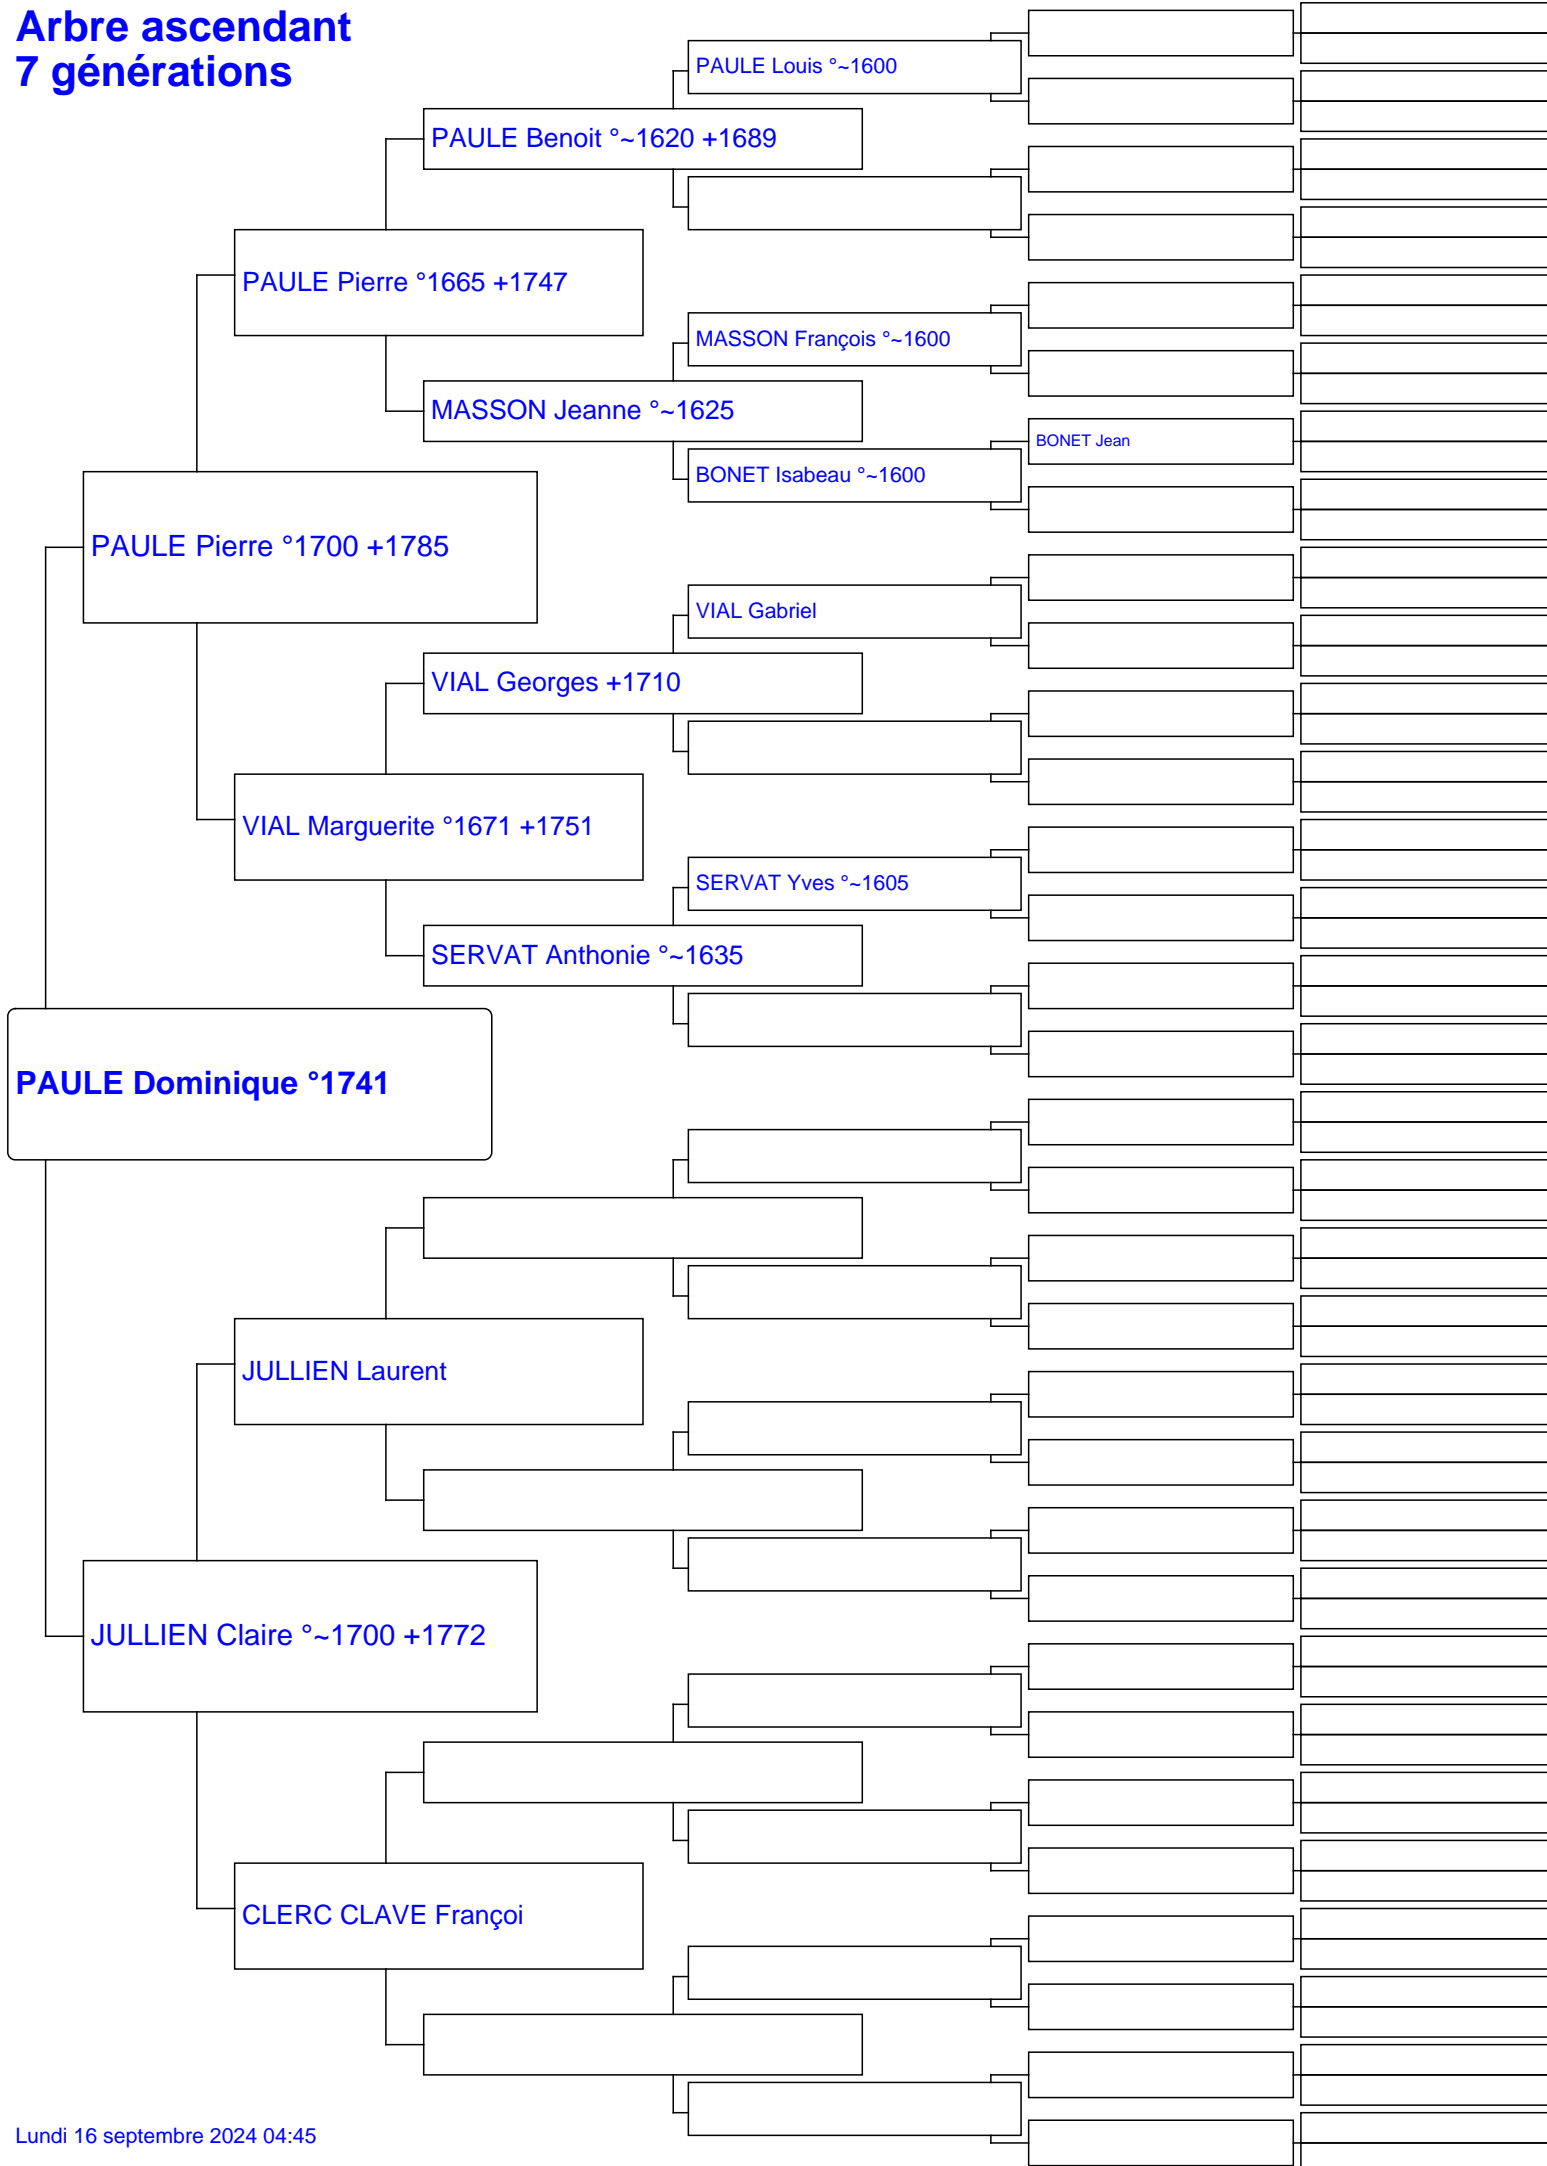 Arbre ascendant
7 générations
PAULE Louis °~1600
PAULE Benoit °~1620 +1689
PAULE Pierre °1665 +1747
MASSON François °~1600
MASSON Jeanne °~1625
BONET Jean
BONET Isabeau °~1600
PAULE Pierre °1700 +1785
VIAL Gabriel
VIAL Georges +1710
VIAL Marguerite °1671 +1751
SERVAT Yves °~1605
SERVAT Anthonie °~1635
PAULE Dominique °1741
JULLIEN Laurent
JULLIEN Claire °~1700 +1772
CLERC CLAVE Françoi
Lundi 16 septembre 2024 04:45